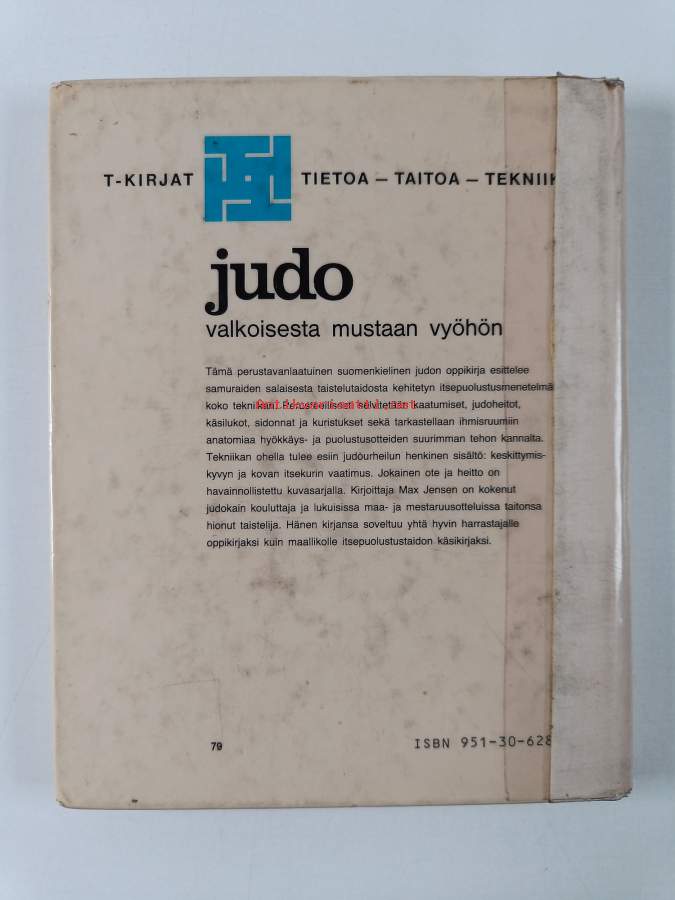 T-KIRJAT TIETOA — TAITOA — TEKNIIK
judo
valkoisesta mustaan vyöhön
Tämä perustavanlaatuinen suomenkielinen judon oppikirja esittelee
samuraiden salaisesta taistelutaidosta kehitetyn itsepuolustusmenetelmä
koko tekniikan. Perusteellisesti selvitetään kaatumiset, judoheitot,
käsilukot, sidonnat ja kuristukset sekä tarkastellaan ihmisruumiin
anatomiaa hyökkäys- ja puolustusotteiden suurimman tehon kannalta.
Tekniikan ohella tulee esiin judourheilun henkinen sisältö: keskittymis-
kyvyn ja kovan itsekurin vaatimus. Jokainen ote ja heitto on
havainnollistettu kuvasarjalla. Kirjoittaja Max Jensen on kokenut
judokain kouluttaja ja lukuisissa maa- ja mestaruusotteluissa taitonsa
hionut taistelija. Hänen kirjansa soveltuu yhtä hyvin harrastajalle
oppikirjaksi kuin maallikolle itsepuolustustaidon käsikirjaksi.
79 ISBN 951-30-628